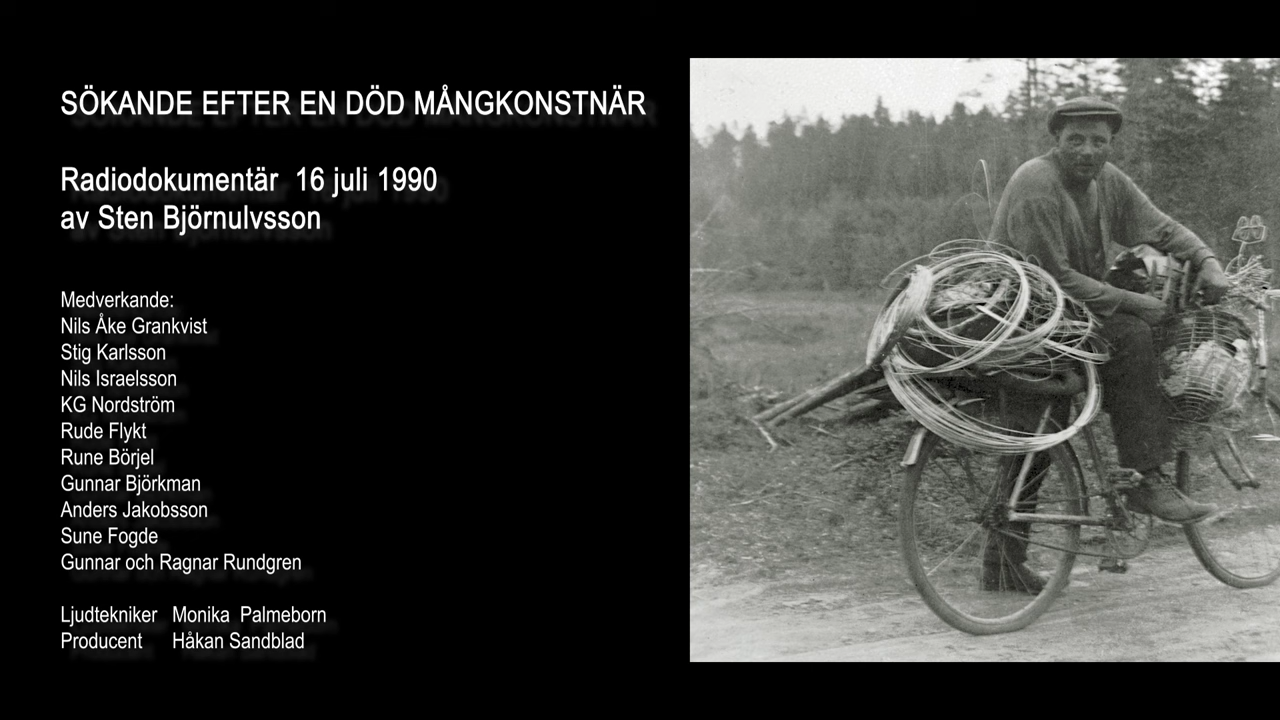 SÖKANDE EFTER EN DÖD MÅNGKONSTNÄR
Radiodokumentär 16 juli 1990
av Sten Björnulvsson
Medverkande:
Nils Åke Grankvist
Stig Karlsson
Nils Israelsson
KG Nordström
Rude Flykt
Rune Börjel
Gunnar Björkman
Anders Jakobsson
Sune Fogde
Gunnar och Ragnar Rundgren
Ljudtekniker Monika Palmeborn
Producent Håkan Sandblad